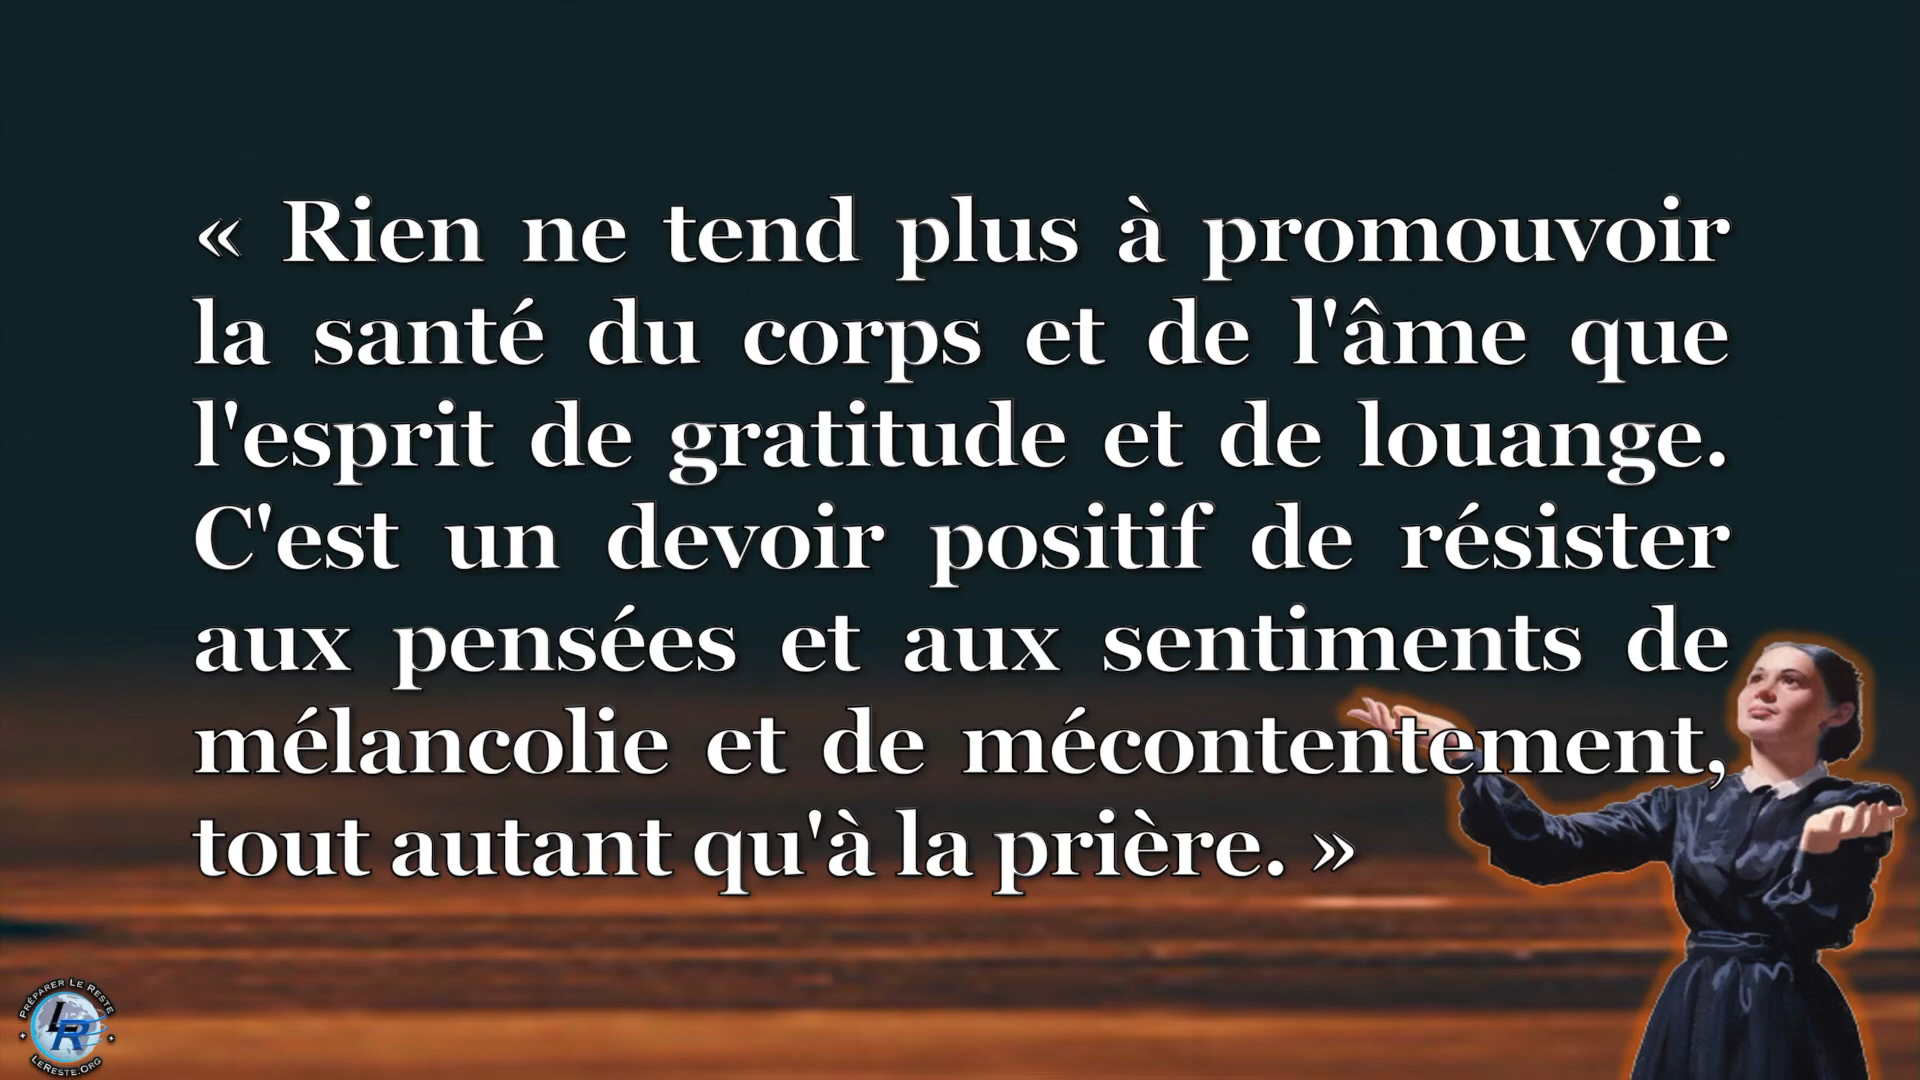 « Rien ne tend plus à promouvoir
la santé du corps et de l'âme que
l'esprit de gratitude et de louange.
C'est un devoir positif de résister
aux pensées et aux sentiments de
mélancolie et de mécontentement,
tout autant qu'à la prière. »
PRÉPARER LE RESTE
LR
LERESTE.ORG